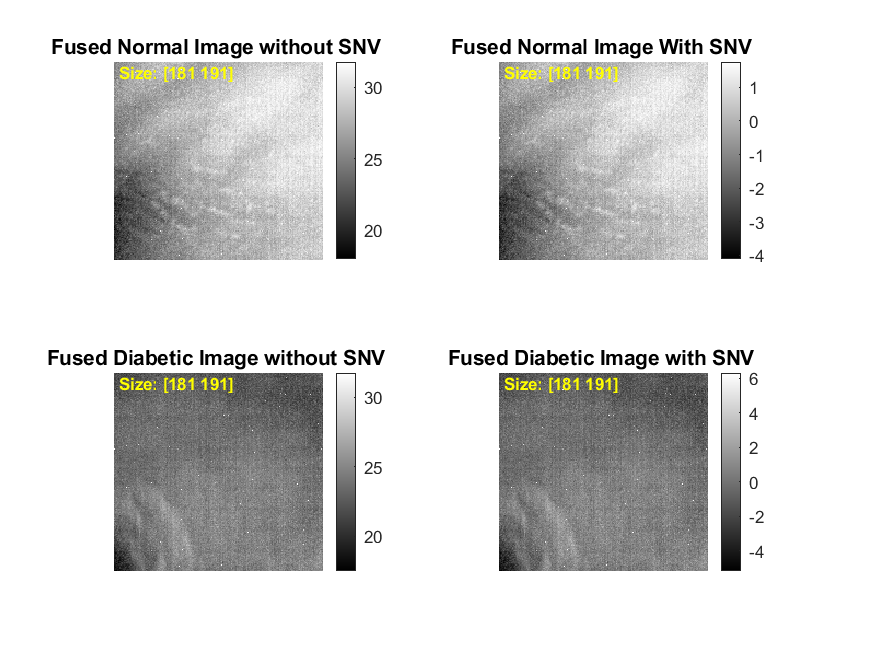 Fused Normal Image without SNV
Size: [181 191]
30
25
20
Fused Normal Image With SNV
Size: [181 191]
1
0
-1
-2
-3
-4
Fused Diabetic Image without SNV
Size: [181 191]
30
25
20
Fused Diabetic Image with SNV
Size: [181 191]
6
4
2
0
-2
-4